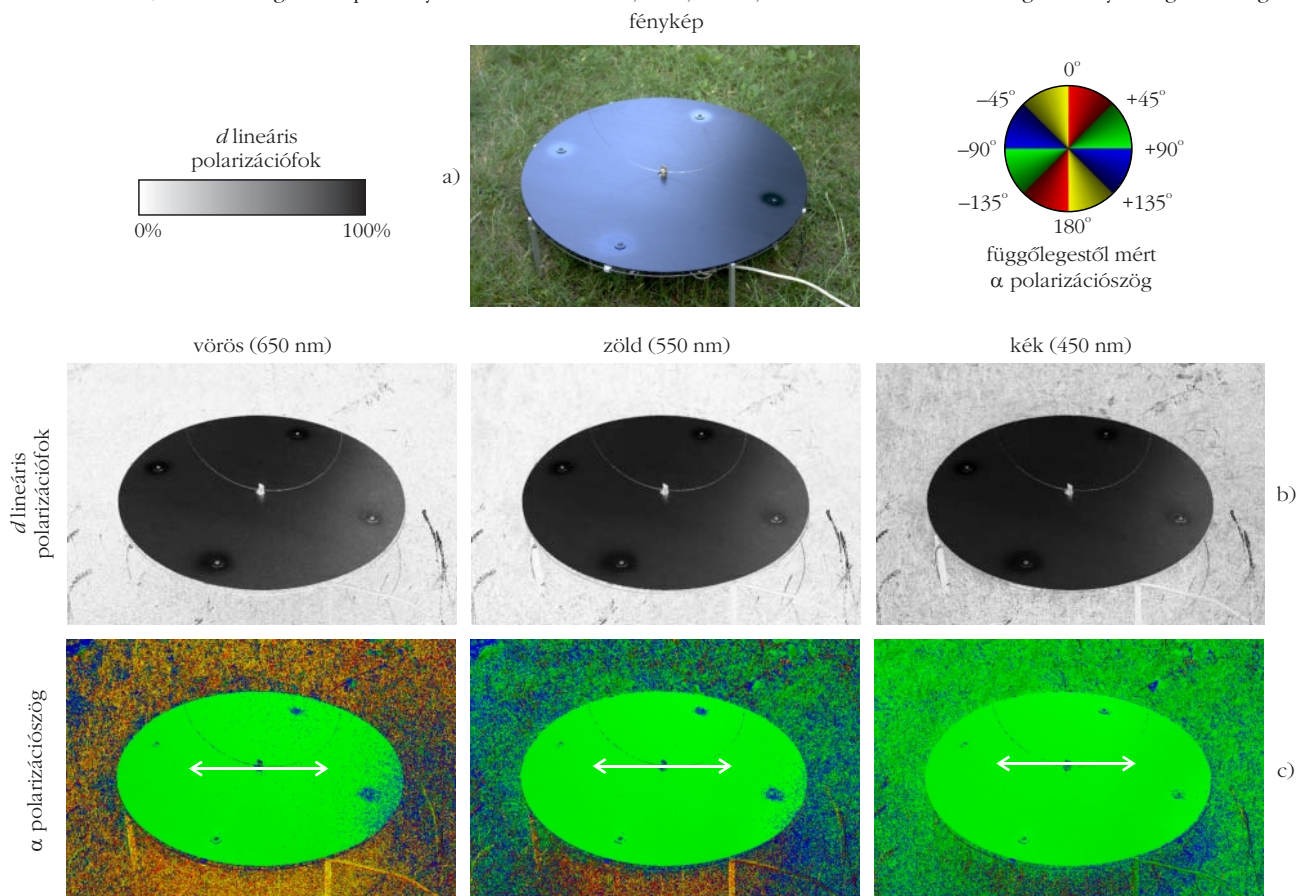 fénykép
d lineáris
polarizációfok
0%
100%
a)
0°
+45°
+90°
+135°
180°
–135°
–90°
–45°
függőlegestől mért
α polarizációszög
vörös (650 nm)
zöld (550 nm)
kék (450 nm)
d lineáris
polarizációfok
b)
α polarizációszög
c)